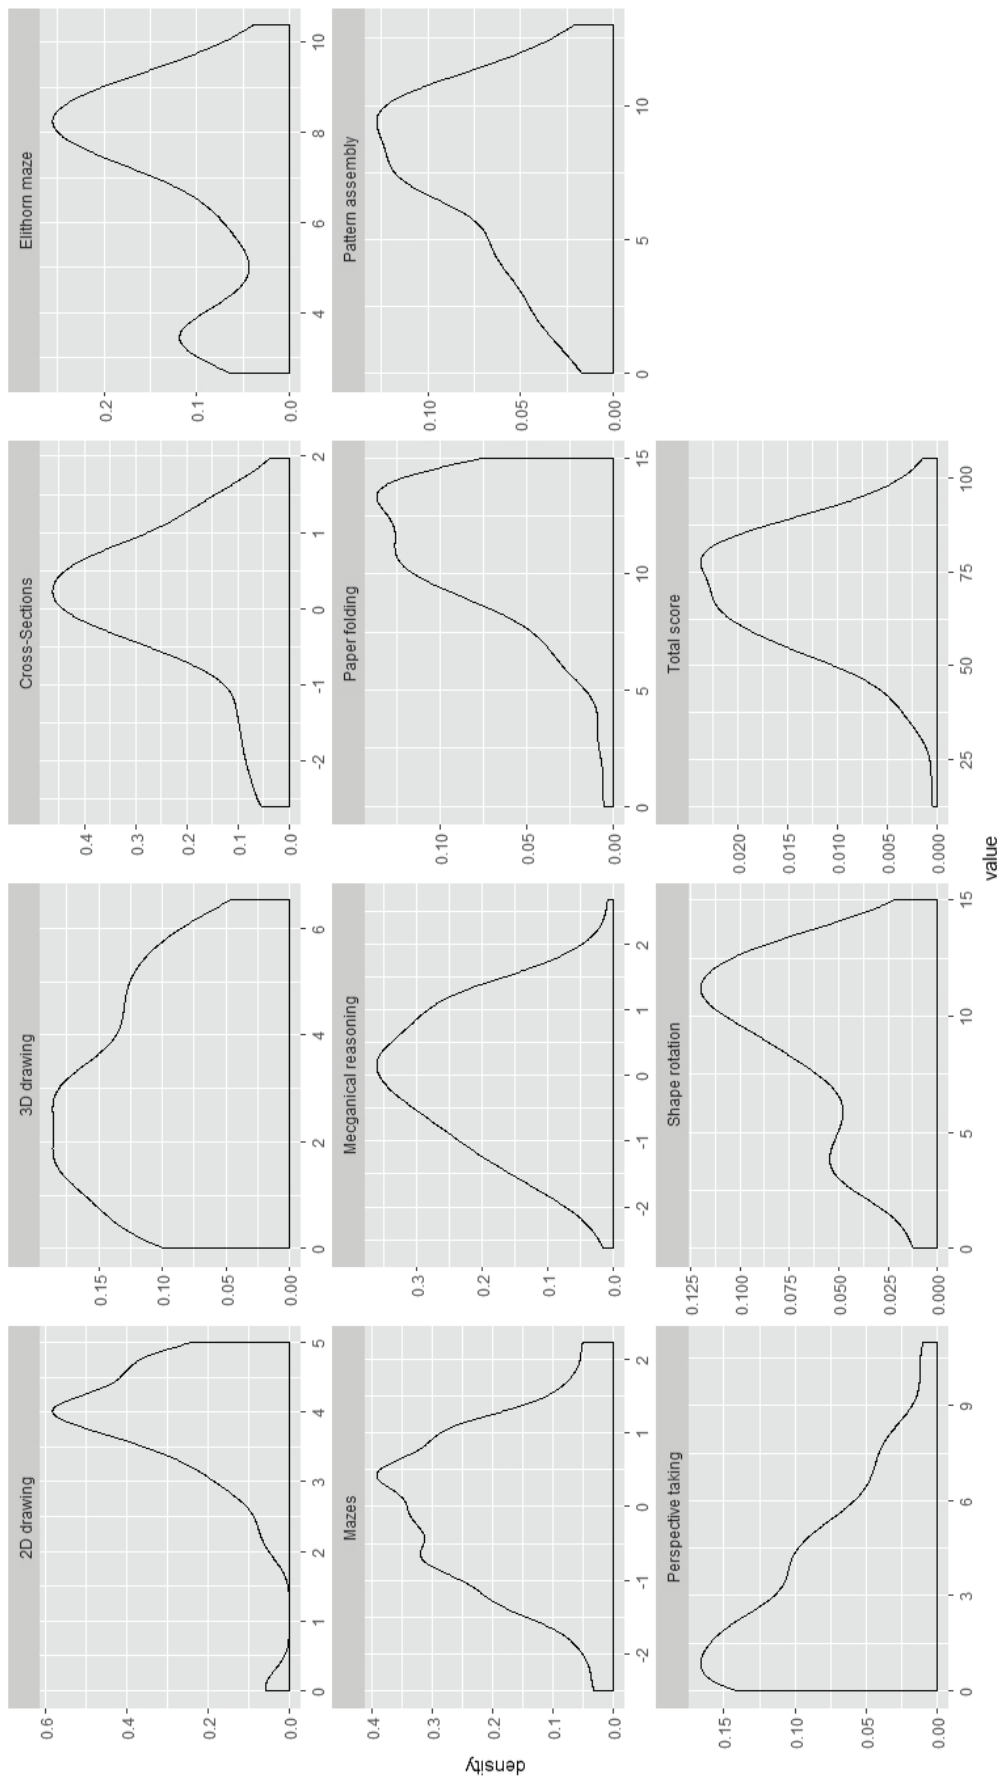 2D drawing
3D drawing
Cross-Sections
Elithorn maze
0.6
0.4
0.2
0.0
0 1 2 3 4 5
0.15
0.10
0.05
0.00
0 2 4 6
0.4
0.3
0.2
0.1
0.0
-2 -1 0 1 2
0.2
0.1
0.0
4 6 8 10
density
Mazes
Mecganical reasoning
Paper folding
Pattern assembly
0.4
0.3
0.2
0.1
0.0
-2 -1 0 1 2
0.3
0.2
0.1
0.0
-2 -1 0 1 2
0.10
0.05
0.00
0 5 10 15
0.10
0.05
0.00
0 5 10
Perspective taking
Shape rotation
Total score
0.15
0.10
0.05
0.00
0 3 6 9
0.125
0.100
0.075
0.050
0.025
0.000
0 5 10 15
0.020
0.015
0.010
0.005
0.000
25 50 75 100
value